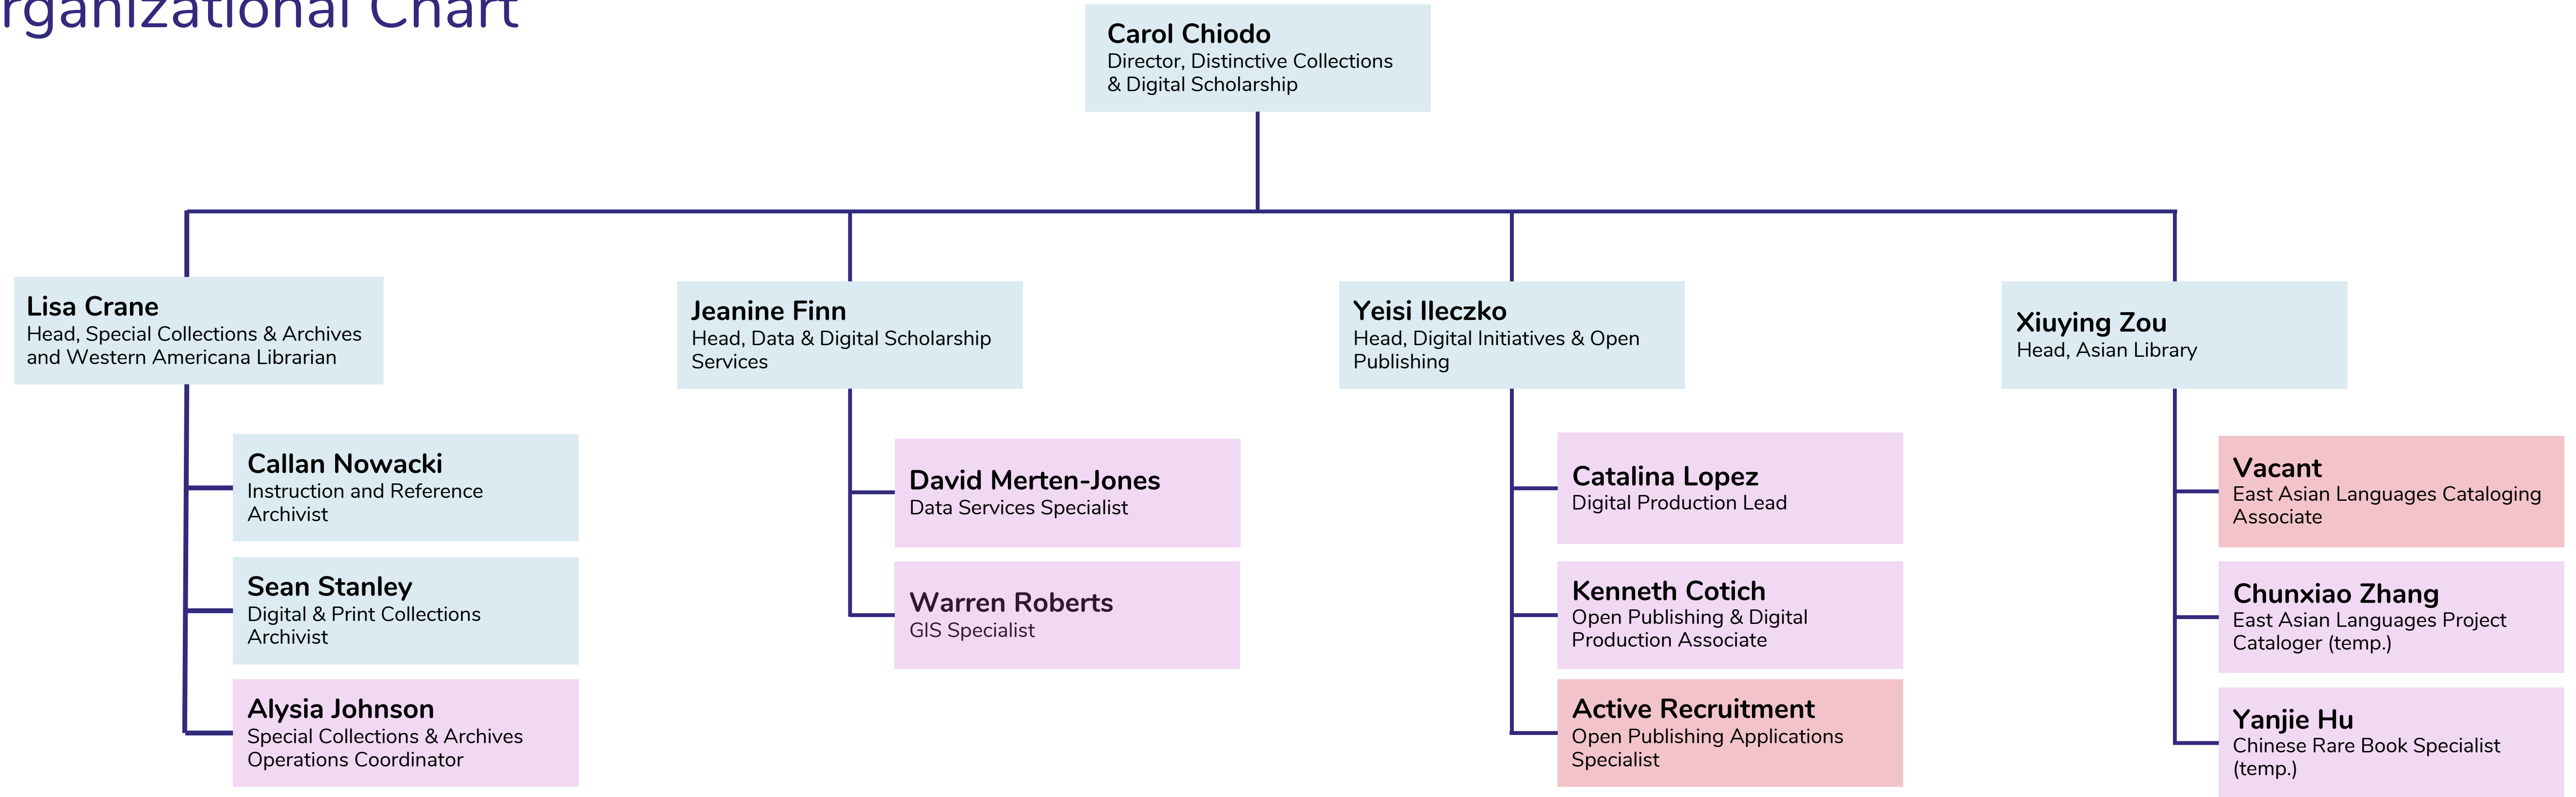 rganizational Chart
Carol Chiodo
Director, Distinctive Collections
& Digital Scholarship
Lisa Crane
Head, Special Collections & Archives
and Western Americana Librarian
Callan Nowacki
Instruction and Reference
Archivist
Sean Stanley
Digital & Print Collections
Archivist
Alysia Johnson
Special Collections & Archives
Operations Coordinator
Jeanine Finn
Head, Data & Digital Scholarship
Services
David Merten-Jones
Data Services Specialist
Warren Roberts
GIS Specialist
Yeisi Ileczko
Head, Digital Initiatives & Open
Publishing
Catalina Lopez
Digital Production Lead
Kenneth Cotich
Open Publishing & Digital
Production Associate
Active Recruitment
Open Publishing Applications
Specialist
Xiuying Zou
Head, Asian Library
Vacant
East Asian Languages Cataloging
Associate
Chunxiao Zhang
East Asian Languages Project
Cataloger (temp.)
Yanjie Hu
Chinese Rare Book Specialist
(temp.)